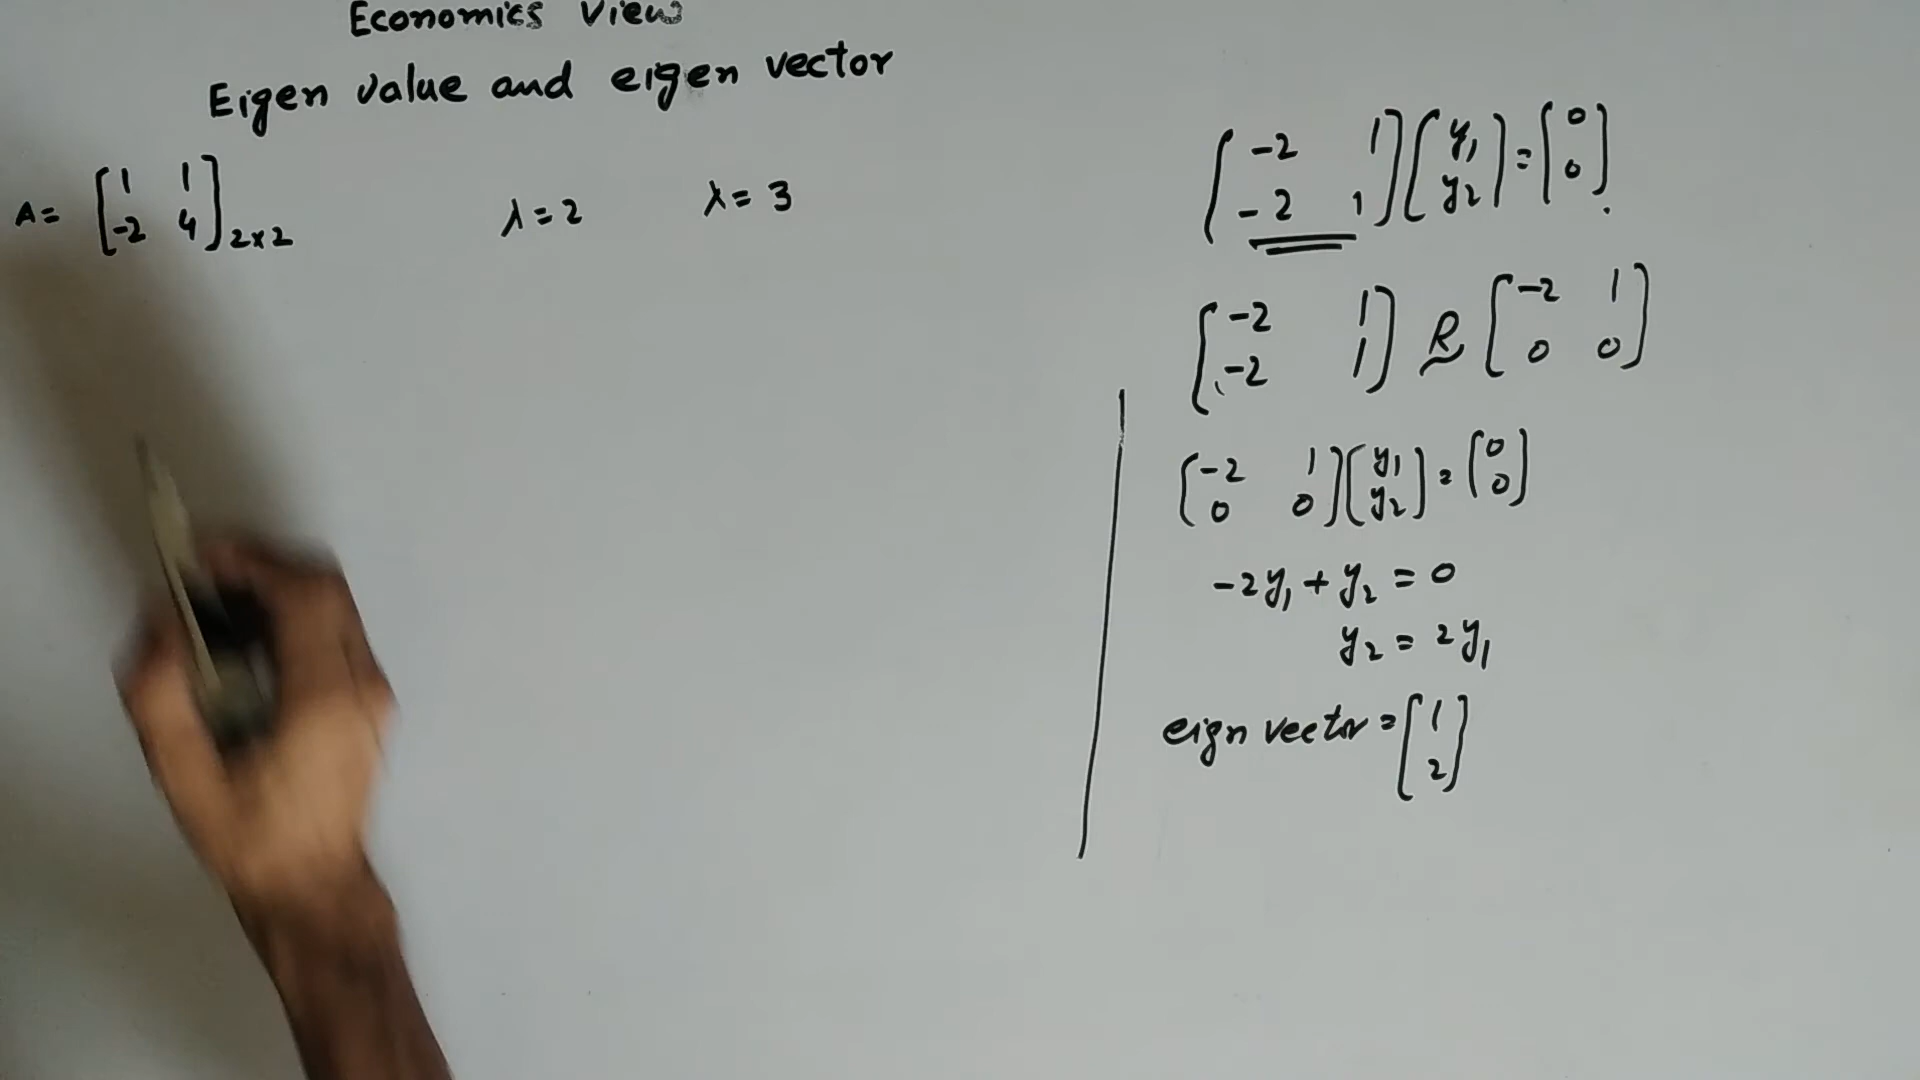 Economics View
Eigen value and eigen vector
A= [1 1
-2 4]2x2
λ=2 λ=3
[-2 1
-2 1][y1
y2]=[0
0].
[-2 1
-2 1] R [-2 1
0 0]
[-2 1
0 0][y1
y2]=[0
0]
-2y1+y2=0
y2=2y1
eign vector=[1
2]